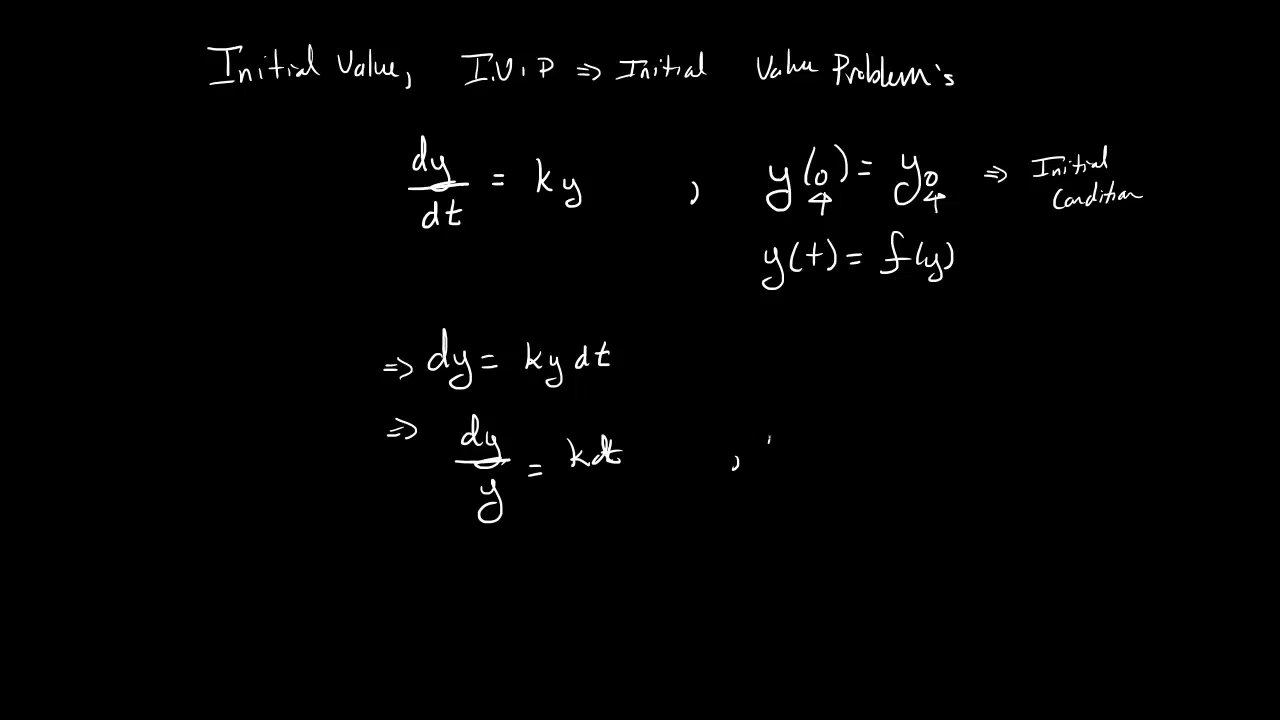 Initial Value, I.V.P ⇒ Initial Value Problem's
dy/dt = ky , y(0) = y₀ ⇒ Initial Condition
y(t) = f(y)
⇒ dy = ky dt
⇒ dy/y = kdt ,